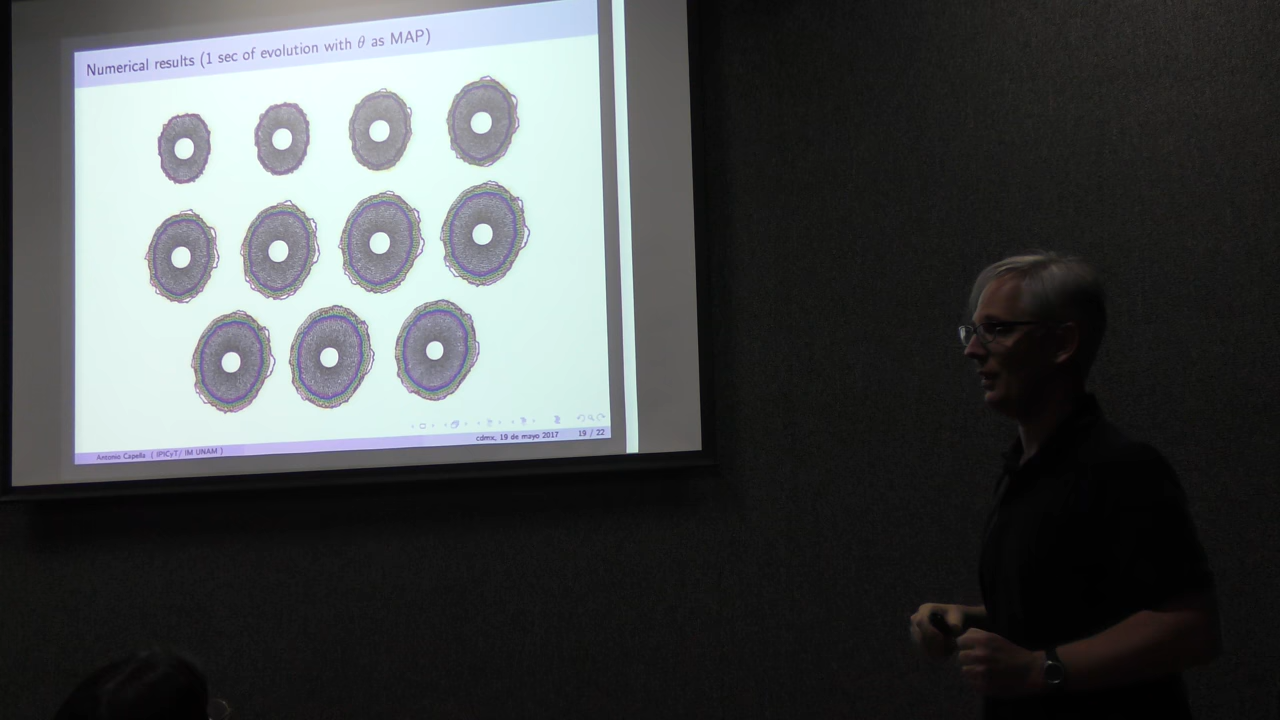 Numerical results (1 sec of evolution with θ as MAP)
Antonio Capella ( IPICyT/ IM UNAM )
cdmx, 19 de mayo 2017
19 / 22